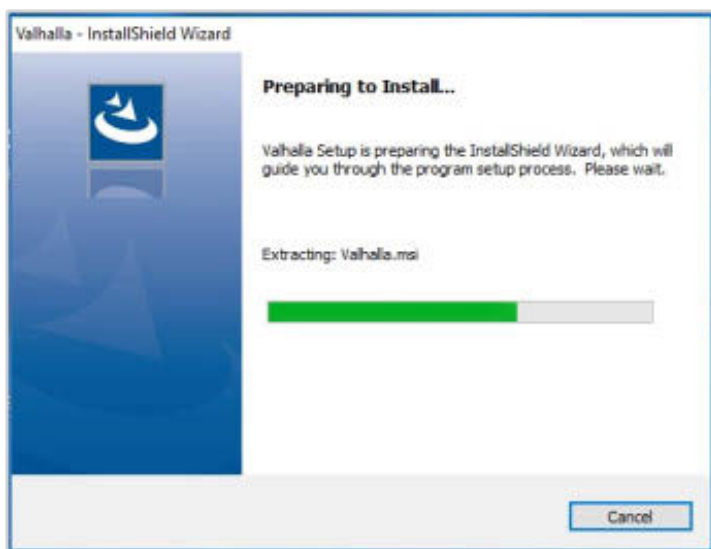 Valhalla - InstallShield Wizard
Preparing to Install...
Valhalla Setup is preparing the InstallShield Wizard, which will
guide you through the program setup process. Please wait.
Extracting: Valhalla.msi
Cancel